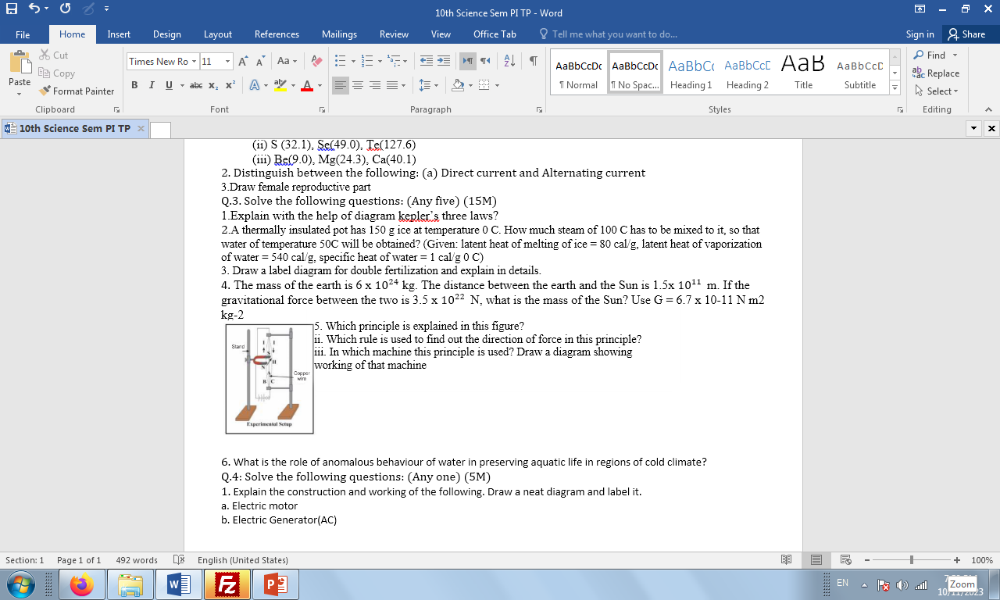 10th Science Sem PI TP - Word
File Home Insert Design Layout References Mailings Review View Office Tab Tell me what you want to do... Sign in Share
Paste
Cut
Copy
Format Painter
Clipboard
Times New Ro 11
Font
Paragraph
AaBbCcDc AaBbCcDc AaBbCc AaBbCcE AaB AaBbCcD
¶ Normal ¶ No Spac... Heading 1 Heading 2 Title Subtitle
Styles
Find
Replace
Select
Editing
10th Science Sem PI TP
(ii) S (32.1), Se(49.0), Te(127.6)
(iii) Be(9.0), Mg(24.3), Ca(40.1)
2. Distinguish between the following: (a) Direct current and Alternating current
3.Draw female reproductive part
Q.3. Solve the following questions: (Any five) (15M)
1.Explain with the help of diagram kepler’s three laws?
2.A thermally insulated pot has 150 g ice at temperature 0 C. How much steam of 100 C has to be mixed to it, so that
water of temperature 50C will be obtained? (Given: latent heat of melting of ice = 80 cal/g, latent heat of vaporization
of water = 540 cal/g, specific heat of water = 1 cal/g 0 C)
3. Draw a label diagram for double fertilization and explain in details.
4. The mass of the earth is 6 x 10²⁴ kg. The distance between the earth and the Sun is 1.5x 10¹¹ m. If the
gravitational force between the two is 3.5 x 10²² N, what is the mass of the Sun? Use G = 6.7 x 10-11 N m2
kg-2
5. Which principle is explained in this figure?
ii. Which rule is used to find out the direction of force in this principle?
iii. In which machine this principle is used? Draw a diagram showing
working of that machine
Stand
I I
N H
B C
Copper
wire
Experimental Setup
6. What is the role of anomalous behaviour of water in preserving aquatic life in regions of cold climate?
Q.4: Solve the following questions: (Any one) (5M)
1. Explain the construction and working of the following. Draw a neat diagram and label it.
a. Electric motor
b. Electric Generator(AC)
Section: 1 Page 1 of 1 492 words English (United States) 100%
EN
Zoom
10/11/2023